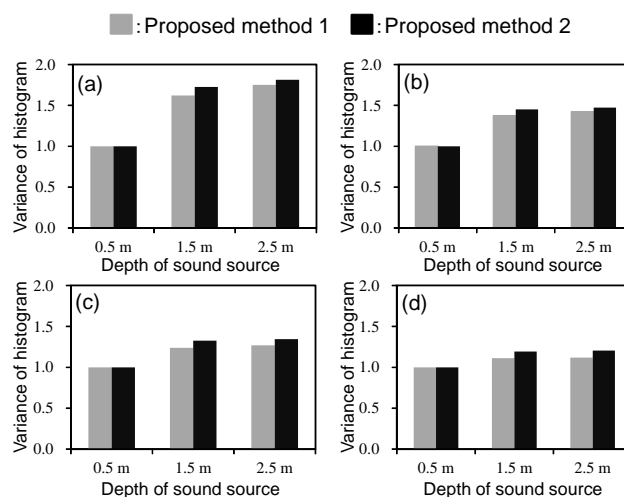 : Proposed method 1 : Proposed method 2
(a)
Variance of histogram
2.0
1.5
1.0
0.5
0.0
0.5 m 1.5 m 2.5 m
Depth of sound source
(b)
Variance of histogram
2.0
1.5
1.0
0.5
0.0
0.5 m 1.5 m 2.5 m
Depth of sound source
(c)
Variance of histogram
2.0
1.5
1.0
0.5
0.0
0.5 m 1.5 m 2.5 m
Depth of sound source
(d)
Variance of histogram
2.0
1.5
1.0
0.5
0.0
0.5 m 1.5 m 2.5 m
Depth of sound source